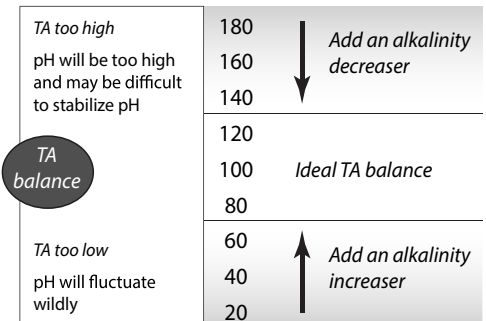 TA too high
pH will be too high
and may be difficult
to stabilize pH
TA
balance
TA too low
pH will fluctuate
wildly
180
160
140
120
100
80
60
40
20
Add an alkalinity
decreaser
Ideal TA balance
Add an alkalinity
increaser